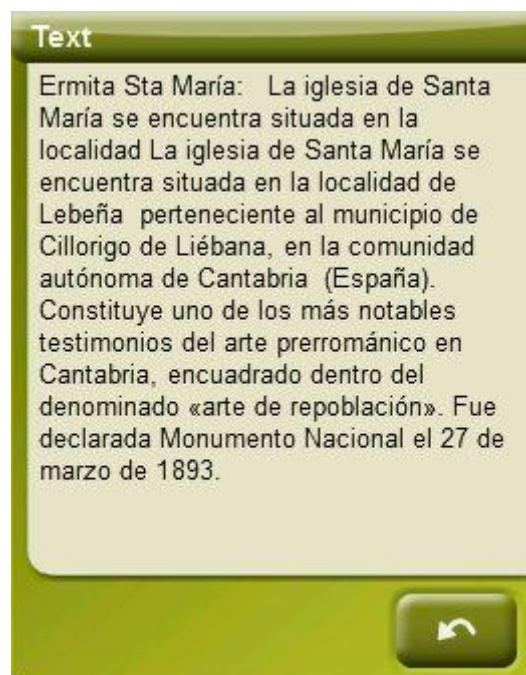 Text
Ermita Sta María:   La iglesia de Santa
María se encuentra situada en la
localidad La iglesia de Santa María se
encuentra situada en la localidad de
Lebeña  perteneciente al municipio de
Cillorigo de Liébana, en la comunidad
autónoma de Cantabria  (España).
Constituye uno de los más notables
testimonios del arte prerrománico en
Cantabria, encuadrado dentro del
denominado «arte de repoblación». Fue
declarada Monumento Nacional el 27 de
marzo de 1893.